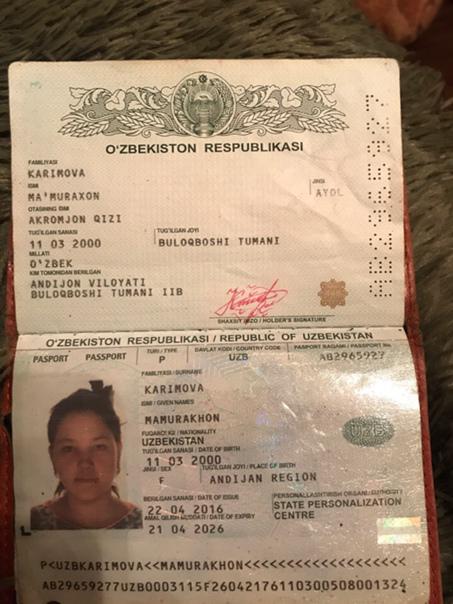 O'ZBEKISTON RESPUBLIKASI
FAMILIYASI
KARIMOVA
ISMI
MA'MURAXON
JINSI
AYOL
OTASINING ISMI
AKROMJON QIZI
TUG'ILGAN SANASI
11 03 2000
TUG'ILGAN JOYI
BULOQBOSHI TUMANI
MILLATI
O'ZBEK
KIM TOMONIDAN BERILGAN
ANDIJON VILOYATI
BULOQBOSHI TUMANI IIB
SHAXSIY IMZO / HOLDER'S SIGNATURE
AB2965927
O'ZBEKISTON RESPUBLIKASI / REPUBLIC OF UZBEKISTAN
PASPORT PASSPORT
TURI / TYPE
P
DAVLAT KODI / COUNTRY CODE
UZB
PASPORT RAQAMI / PASSPORT No
AB2965927
FAMILIYASI / SURNAME
KARIMOVA
ISMI / GIVEN NAMES
MAMURAKHON
FUQAROLIGI / NATIONALITY
UZBEKISTAN
TUG'ILGAN SANASI / DATE OF BIRTH
11 03 2000
JINSI / SEX
F
TUG'ILGAN JOYI / PLACE OF BIRTH
ANDIJAN REGION
BERILGAN SANASI / DATE OF ISSUE
22 04 2016
AMAL QILISH MUDDATI / DATE OF EXPIRY
21 04 2026
PERSONALLASHTIRISH ORGANI / AUTHORITY
STATE PERSONALIZATION
CENTRE
P<UZBKARIMOVA<<MAMURAKHON<<<<<<<<<<<<<<<<<<<
AB29659277UZB0003115F26042176110300508001324